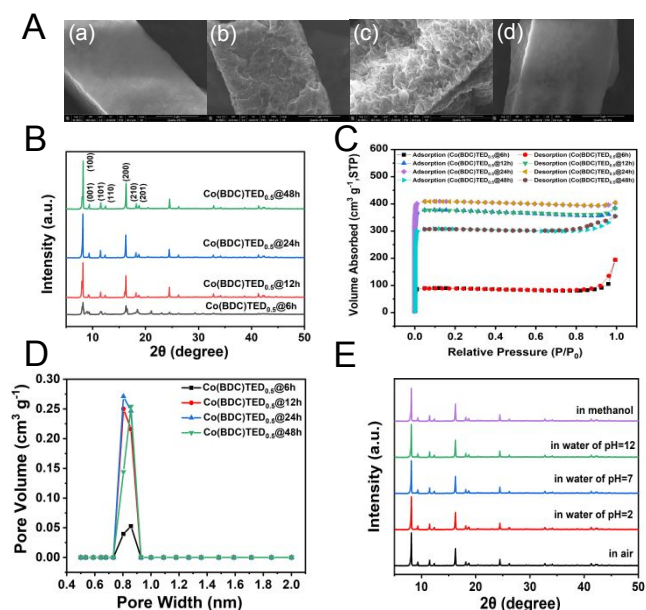 A
(a)
(b)
(c)
(d)
B
Intensity (a.u.)
(100)
(001)
(101)
(110)
(200)
(210)
(201)
Co(BDC)TED0.5@48h
Co(BDC)TED0.5@24h
Co(BDC)TED0.5@12h
Co(BDC)TED0.5@6h
0 10 20 30 40 50
2θ (degree)
C
Volume Absorbed (cm³ g⁻¹,STP)
600
500
400
300
200
100
0
Adsorption (Co(BDC)TED0.5@6h) Desorption (Co(BDC)TED0.5@6h)
Adsorption (Co(BDC)TED0.5@12h) Desorption (Co(BDC)TED0.5@12h)
Adsorption (Co(BDC)TED0.5@24h) Desorption (Co(BDC)TED0.5@24h)
Adsorption (Co(BDC)TED0.5@48h) Desorption (Co(BDC)TED0.5@48h)
0.0 0.2 0.4 0.6 0.8 1.0
Relative Pressure (P/P0)
D
Pore Volume (cm³ g⁻¹)
0.30
0.25
0.20
0.15
0.10
0.05
0.00
Co(BDC)TED0.5@6h
Co(BDC)TED0.5@12h
Co(BDC)TED0.5@24h
Co(BDC)TED0.5@48h
0.4 0.6 0.8 1.0 1.2 1.4 1.6 1.8 2.0
Pore Width (nm)
E
Intensity (a.u.)
in methanol
in water of pH=12
in water of pH=7
in water of pH=2
in air
0 10 20 30 40 50
2θ (degree)